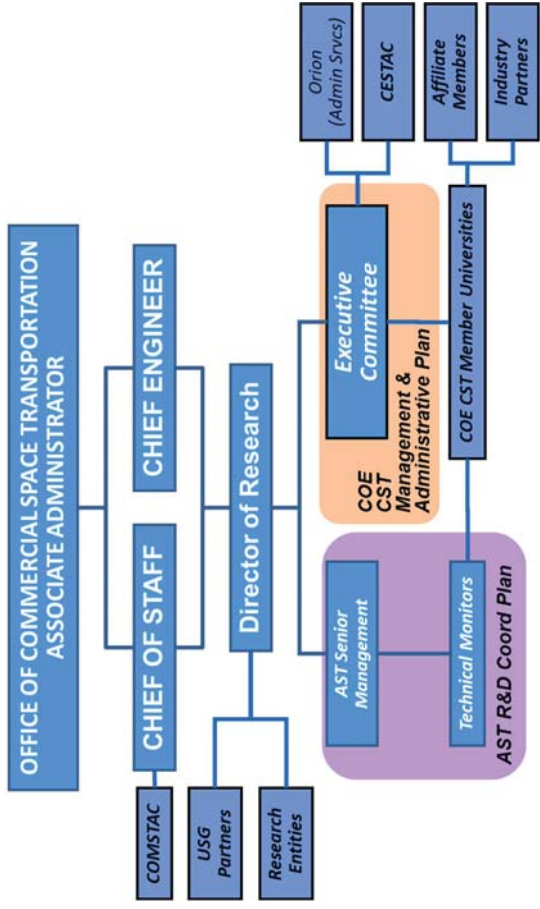 OFFICE OF COMMERCIAL SPACE TRANSPORTATION
ASSOCIATE ADMINISTRATOR
COMSTAC
CHIEF OF STAFF
CHIEF ENGINEER
USG
Partners
Research
Entities
Director of Research
AST Senior
Management
Technical Monitors
AST R&D Coord Plan
Executive
Committee
COE
CST
Management &
Administrative Plan
COE CST Member Universities
Orion
(Admin Srvcs)
CESTAC
Affiliate
Members
Industry
Partners